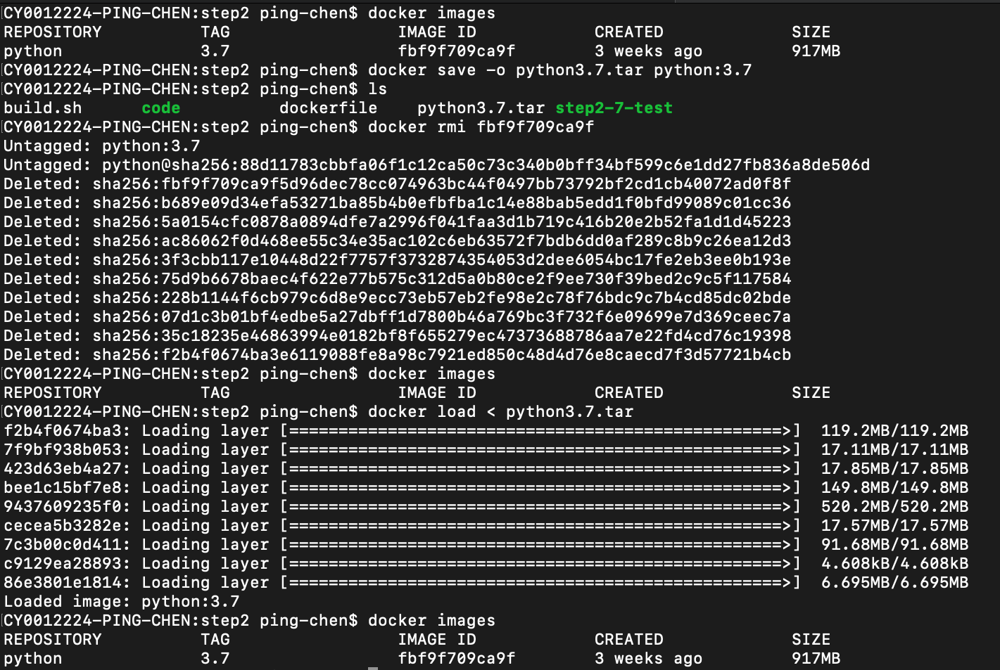 CY0012224-PING-CHEN:step2 ping-chen$ docker images
REPOSITORY TAG IMAGE ID CREATED SIZE
python 3.7 fbf9f709ca9f 3 weeks ago 917MB
CY0012224-PING-CHEN:step2 ping-chen$ docker save -o python3.7.tar python:3.7
CY0012224-PING-CHEN:step2 ping-chen$ ls
build.sh code dockerfile python3.7.tar step2-7-test
CY0012224-PING-CHEN:step2 ping-chen$ docker rmi fbf9f709ca9f
Untagged: python:3.7
Untagged: python@sha256:88d11783cbbfa06f1c12ca50c73c340b0bff34bf599c6e1dd27fb836a8de506d
Deleted: sha256:fbf9f709ca9f5d96dec78cc074963bc44f0497bb73792bf2cd1cb40072ad0f8f
Deleted: sha256:b689e09d34efa53271ba85b4b0efbfba1c14e88bab5edd1f0bfd99089c01cc36
Deleted: sha256:5a0154cfc0878a0894dfe7a2996f041faa3d1b719c416b20e2b52fa1d1d45223
Deleted: sha256:ac86062f0d468ee55c34e35ac102c6eb63572f7bdb6dd0af289c8b9c26ea12d3
Deleted: sha256:3f3cbb117e10448d22f7757f3732874354053d2dee6054bc17fe2eb3ee0b193e
Deleted: sha256:75d9b6678baec4f622e77b575c312d5a0b80ce2f9ee730f39bed2c9c5f117584
Deleted: sha256:228b1144f6cb979c6d8e9ecc73eb57eb2fe98e2c78f76bdc9c7b4cd85dc02bde
Deleted: sha256:07d1c3b01bf4edbe5a27dbff1d7800b46a769bc3f732f6e09699e7d369ceec7a
Deleted: sha256:35c18235e46863994e0182bf8f655279ec47373688786aa7e22fd4cd76c19398
Deleted: sha256:f2b4f0674ba3e6119088fe8a98c7921ed850c48d4d76e8caecd7f3d57721b4cb
CY0012224-PING-CHEN:step2 ping-chen$ docker images
REPOSITORY TAG IMAGE ID CREATED SIZE
CY0012224-PING-CHEN:step2 ping-chen$ docker load < python3.7.tar
f2b4f0674ba3: Loading layer [==================================================>] 119.2MB/119.2MB
7f9bf938b053: Loading layer [==================================================>] 17.11MB/17.11MB
423d63eb4a27: Loading layer [==================================================>] 17.85MB/17.85MB
bee1c15bf7e8: Loading layer [==================================================>] 149.8MB/149.8MB
9437609235f0: Loading layer [==================================================>] 520.2MB/520.2MB
cecea5b3282e: Loading layer [==================================================>] 17.57MB/17.57MB
7c3b00c0d411: Loading layer [==================================================>] 91.68MB/91.68MB
c9129ea28893: Loading layer [==================================================>] 4.608kB/4.608kB
86e3801e1814: Loading layer [==================================================>] 6.695MB/6.695MB
Loaded image: python:3.7
CY0012224-PING-CHEN:step2 ping-chen$ docker images
REPOSITORY TAG IMAGE ID CREATED SIZE
python 3.7 fbf9f709ca9f 3 weeks ago 917MB